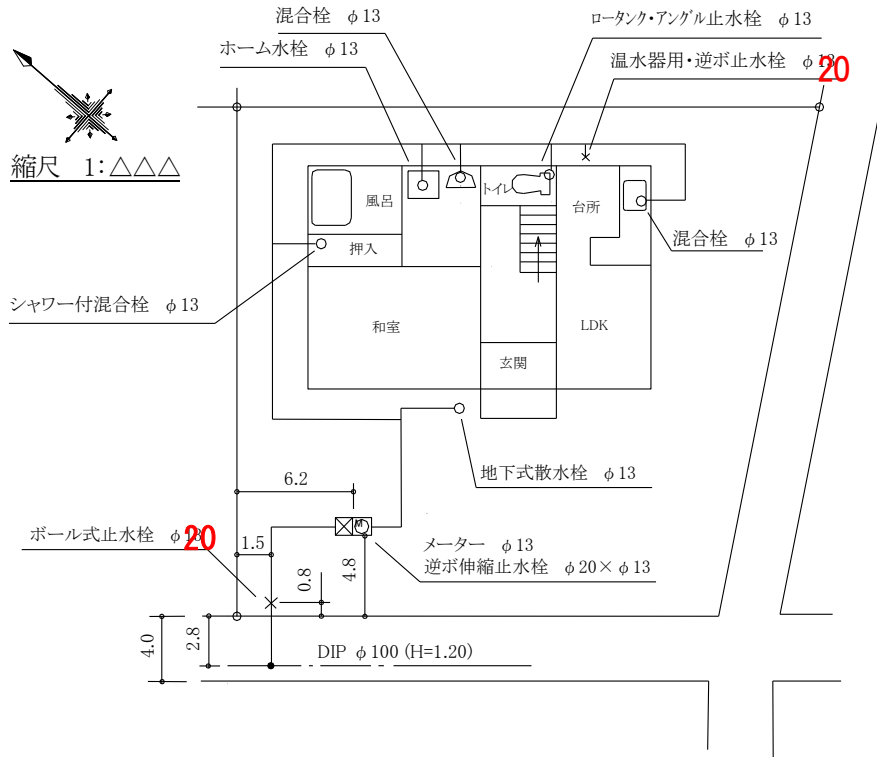 混合栓 φ13
ロータンク・アングル止水栓 φ13
ホーム水栓 φ13
温水器用・逆ボ止水栓 φ13
20
縮尺 1:△△△
風呂
トイレ
台所
押入
混合栓 φ13
シャワー付混合栓 φ13
和室
LDK
玄関
6.2
地下式散水栓 φ13
ボール式止水栓 φ13
20
1.5
M
メーター φ13
逆ボ伸縮止水栓 φ20×φ13
0.8
4.8
4.0
2.8
DIP φ100 (H=1.20)